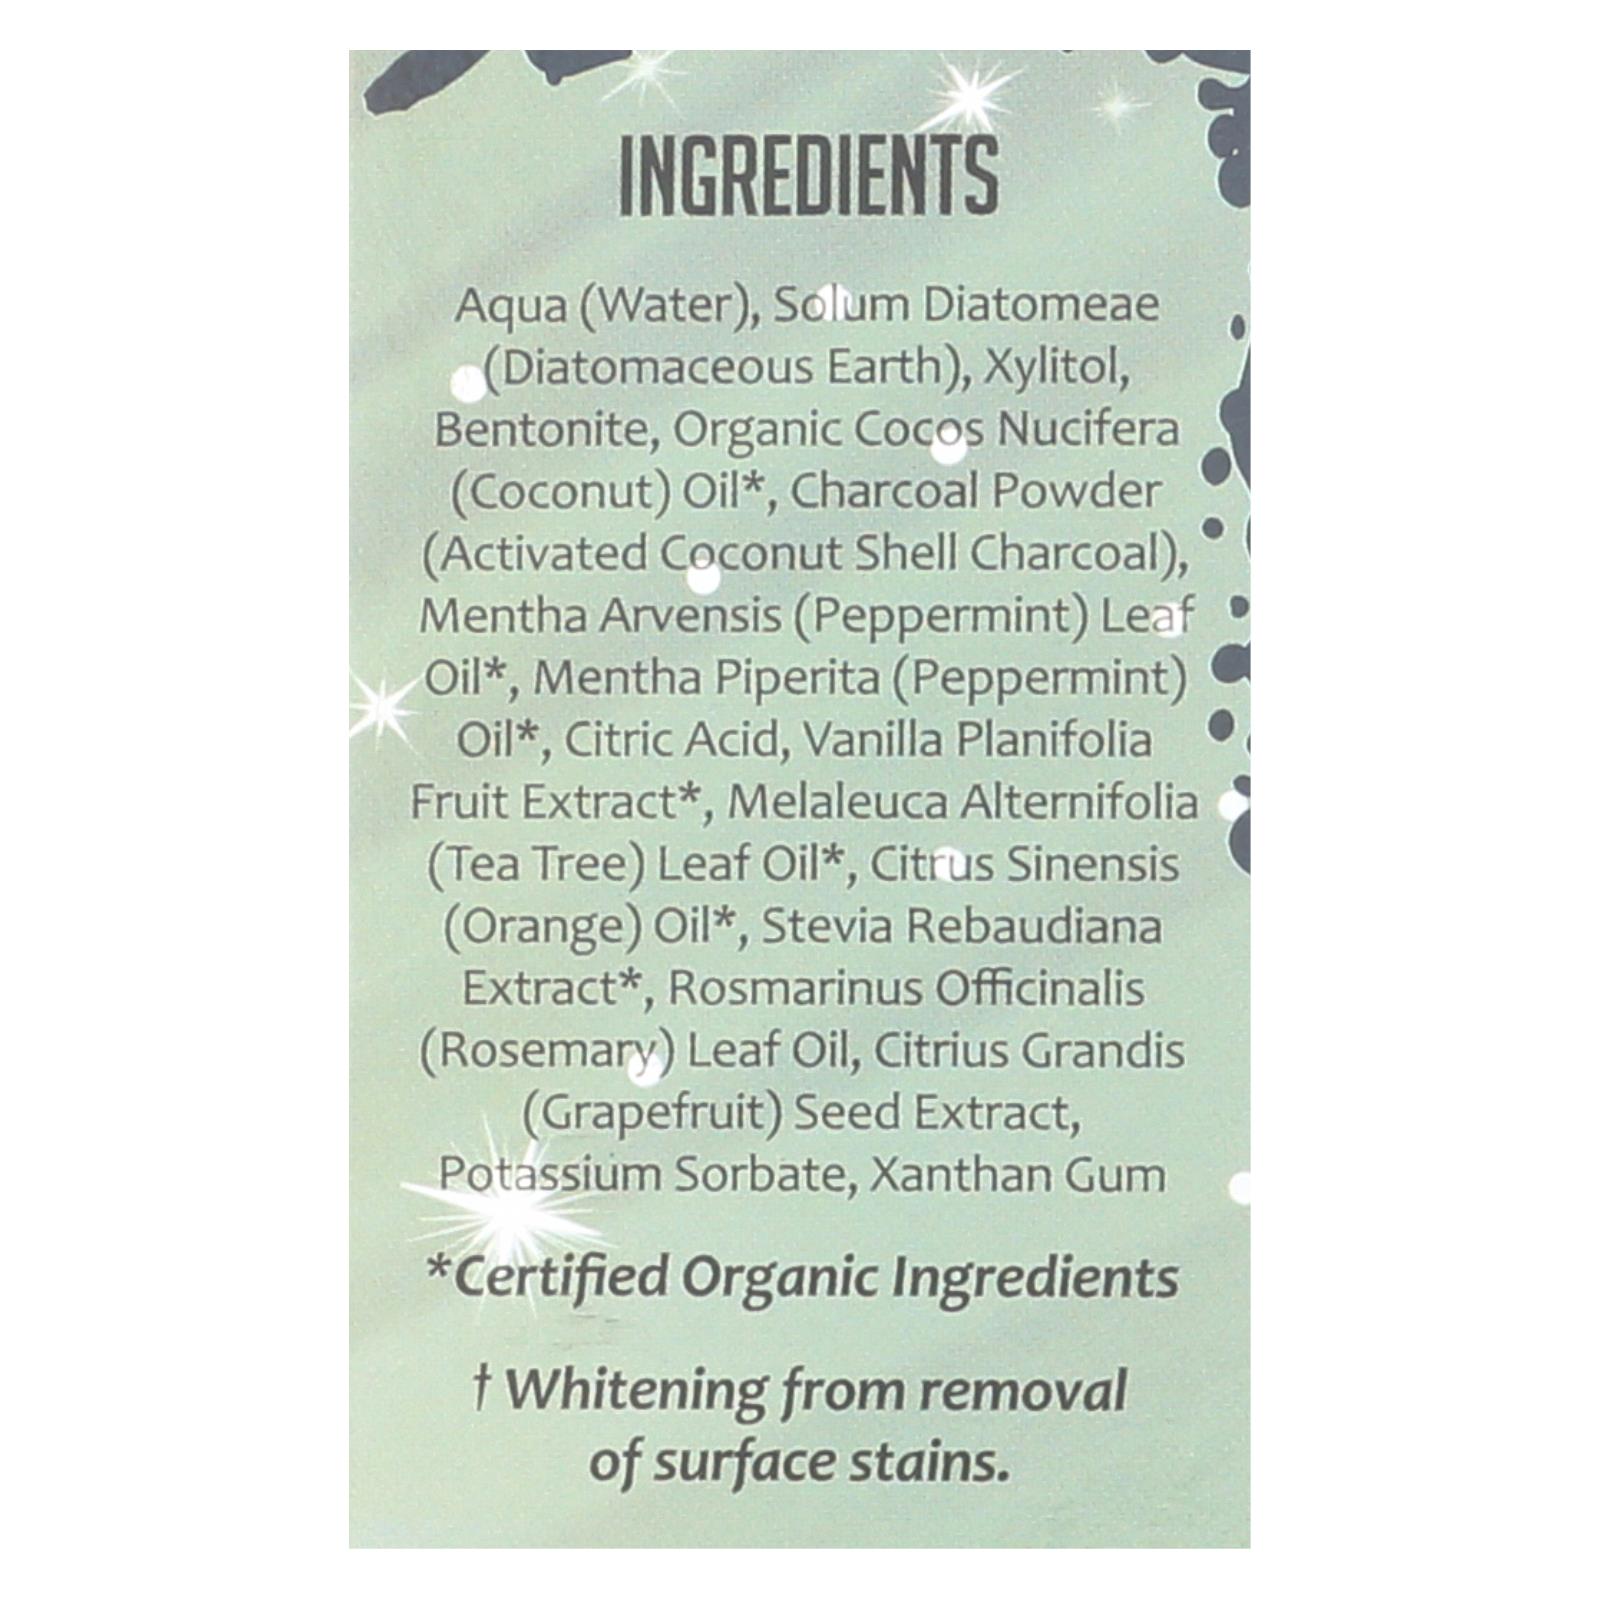 INGREDIENTS
Aqua (Water), Solum Diatomeae
(Diatomaceous Earth), Xylitol,
Bentonite, Organic Cocos Nucifera
(Coconut) Oil*, Charcoal Powder
(Activated Coconut Shell Charcoal),
Mentha Arvensis (Peppermint) Leaf
Oil*, Mentha Piperita (Peppermint)
Oil*, Citric Acid, Vanilla Planifolia
Fruit Extract*, Melaleuca Alternifolia
(Tea Tree) Leaf Oil*, Citrus Sinensis
(Orange) Oil*, Stevia Rebaudiana
Extract*, Rosmarinus Officinalis
(Rosemary) Leaf Oil, Citrius Grandis
(Grapefruit) Seed Extract,
Potassium Sorbate, Xanthan Gum
*Certified Organic Ingredients
† Whitening from removal
of surface stains.